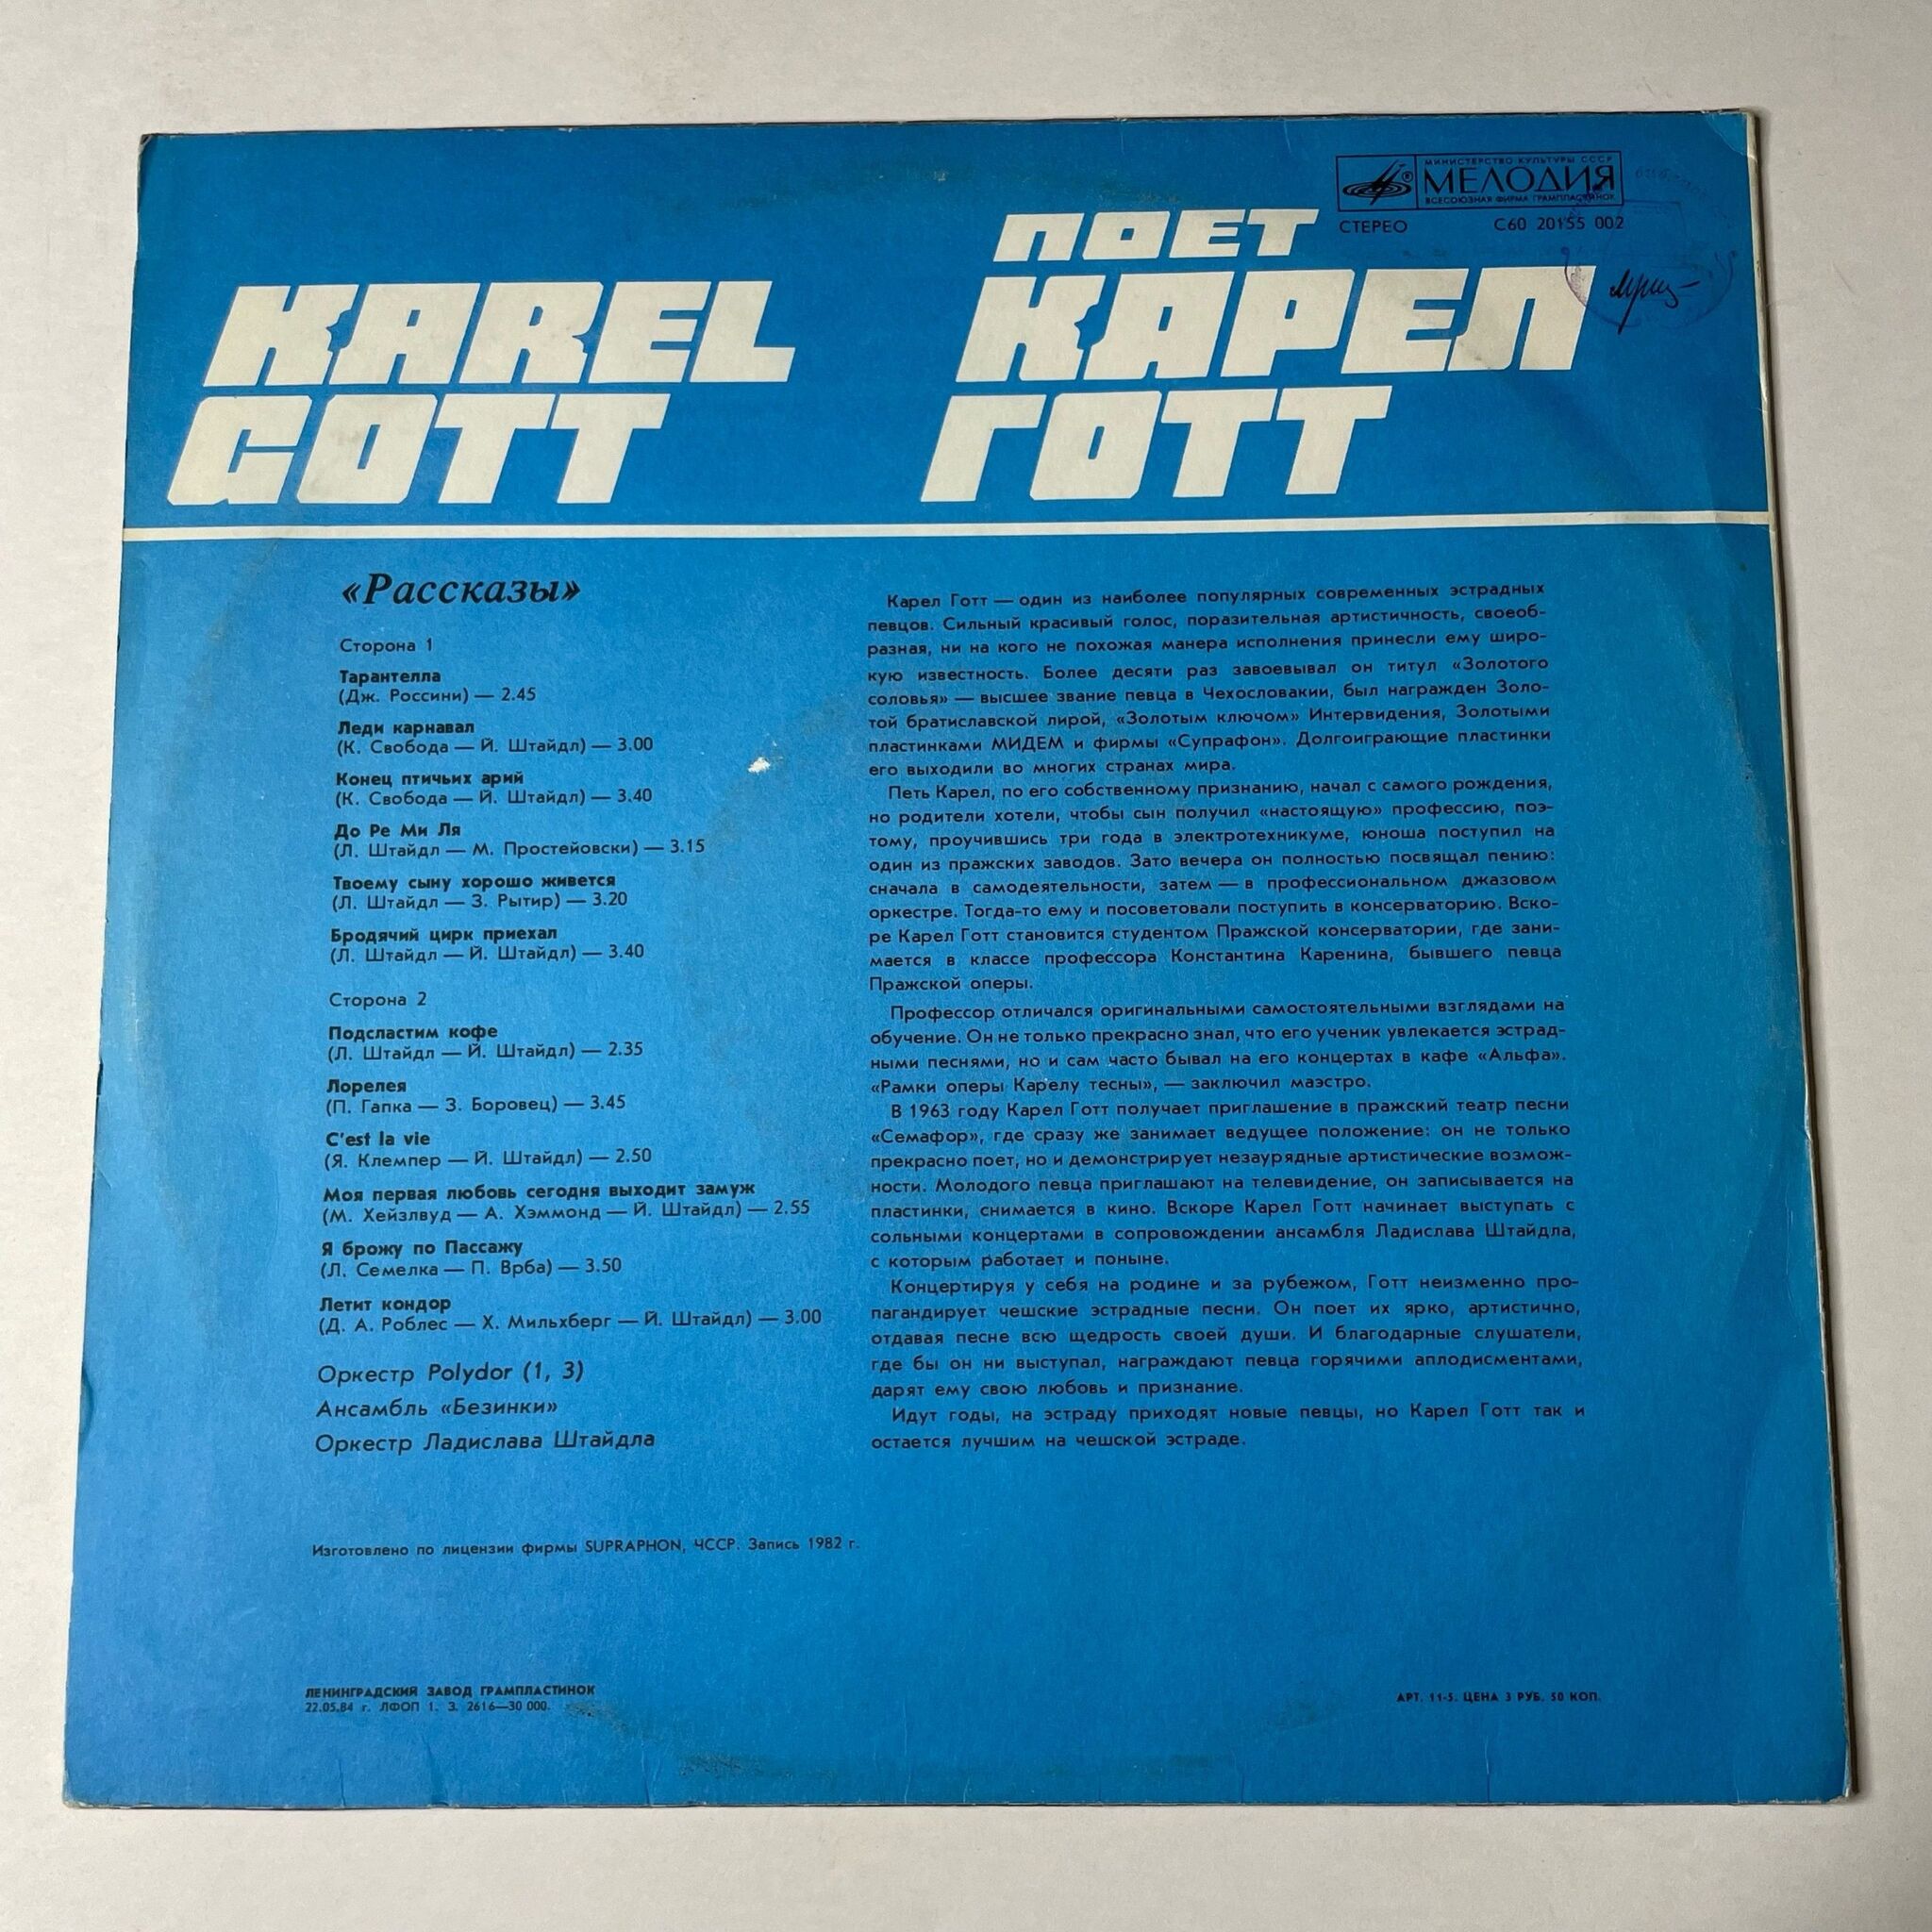 МИНИСТЕРСТВО КУЛЬТУРЫ СССР
МЕЛОДИЯ
ВСЕСОЮЗНАЯ ФИРМА ГРАМПЛАСТИНОК
СТЕРЕО С60 20155 002
KAREL
GOTT
ПОЕТ
КАРЕЛ
ГОТТ
«Рассказы»
Сторона 1
Тарантелла
(Дж. Россини) — 2.45
Леди карнавал
(К. Свобода — Й. Штайдл) — 3.00
Конец птичьих арий
(К. Свобода — Й. Штайдл) — 3.40
До Ре Ми Ля
(Л. Штайдл — М. Простейовски) — 3.15
Твоему сыну хорошо живется
(Л. Штайдл — З. Рытир) — 3.20
Бродячий цирк приехал
(Л. Штайдл — Й. Штайдл) — 3.40
Сторона 2
Подсластим кофе
(Л. Штайдл — Й. Штайдл) — 2.35
Лорелея
(П. Гапка — З. Боровец) — 3.45
C'est la vie
(Я. Клемпер — Й. Штайдл) — 2.50
Моя первая любовь сегодня выходит замуж
(М. Хейзлвуд — А. Хэммонд — Й. Штайдл) — 2.55
Я брожу по Пассажу
(Л. Семелка — П. Врба) — 3.50
Летит кондор
(Д. А. Роблес — Х. Мильхберг — Й. Штайдл) — 3.00
Оркестр Polydor (1, 3)
Ансамбль «Безинки»
Оркестр Ладислава Штайдла
Карел Готт — один из наиболее популярных современных эстрадных
певцов. Сильный красивый голос, поразительная артистичность, своеоб-
разная, ни на кого не похожая манера исполнения принесли ему широ-
кую известность. Более десяти раз завоевывал он титул «Золотого
соловья» — высшее звание певца в Чехословакии, был награжден Золо-
той братиславской лирой, «Золотым ключом» Интервидения, Золотыми
пластинками МИДЕМ и фирмы «Супрафон». Долгоиграющие пластинки
его выходили во многих странах мира.
Петь Карел, по его собственному признанию, начал с самого рождения,
но родители хотели, чтобы сын получил «настоящую» профессию, поэ-
тому, проучившись три года в электротехникуме, юноша поступил на
один из пражских заводов. Зато вечера он полностью посвящал пению:
сначала в самодеятельности, затем — в профессиональном джазовом
оркестре. Тогда-то ему и посоветовали поступить в консерваторию. Вско-
ре Карел Готт становится студентом Пражской консерватории, где зани-
мается в классе профессора Константина Каренина, бывшего певца
Пражской оперы.
Профессор отличался оригинальными самостоятельными взглядами на
обучение. Он не только прекрасно знал, что его ученик увлекается эстрад-
ными песнями, но и сам часто бывал на его концертах в кафе «Альфа».
«Рамки оперы Карелу тесны», — заключил маэстро.
В 1963 году Карел Готт получает приглашение в пражский театр песни
«Семафор», где сразу же занимает ведущее положение: он не только
прекрасно поет, но и демонстрирует незаурядные артистические возмож-
ности. Молодого певца приглашают на телевидение, он записывается на
пластинки, снимается в кино. Вскоре Карел Готт начинает выступать с
сольными концертами в сопровождении ансамбля Ладислава Штайдла,
с которым работает и поныне.
Концертируя у себя на родине и за рубежом, Готт неизменно про-
пагандирует чешские эстрадные песни. Он поет их ярко, артистично,
отдавая песне всю щедрость своей души. И благодарные слушатели,
где бы он ни выступал, награждают певца горячими аплодисментами,
дарят ему свою любовь и признание.
Идут годы, на эстраду приходят новые певцы, но Карел Готт так и
остается лучшим на чешской эстраде.
Изготовлено по лицензии фирмы SUPRAPHON, ЧССР. Запись 1982 г.
ЛЕНИНГРАДСКИЙ ЗАВОД ГРАМПЛАСТИНОК
22.05.84 г. ЛФОП 1. З. 2616—30 000.
АРТ. 11-5. ЦЕНА 3 РУБ. 50 КОП.